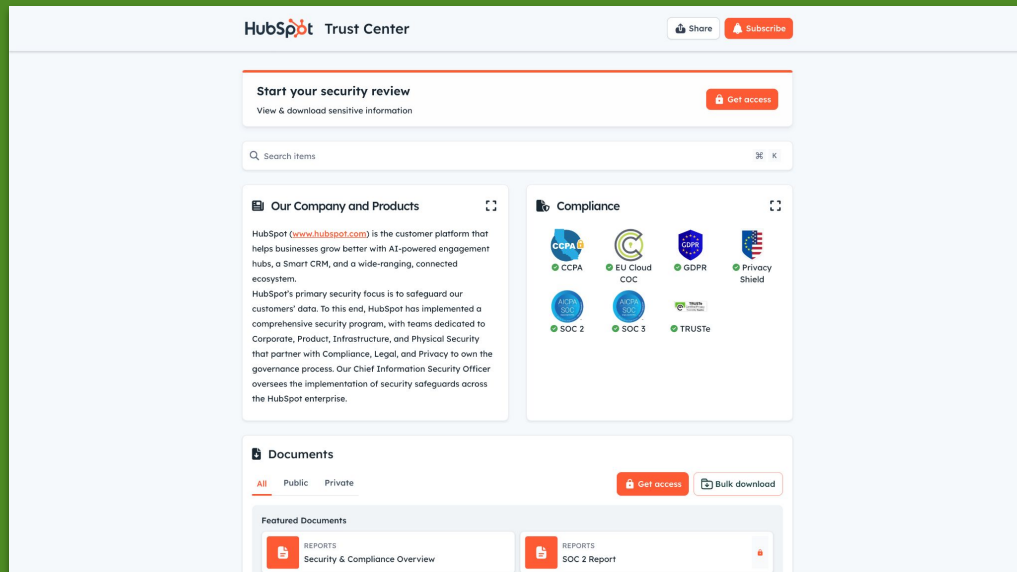 HubSpot Trust Center
Share
Subscribe
Start your security review
View & download sensitive information
Get access
Search items
⌘ K
Our Company and Products
HubSpot (www.hubspot.com) is the customer platform that
helps businesses grow better with AI-powered engagement
hubs, a Smart CRM, and a wide-ranging, connected
ecosystem.
HubSpot's primary security focus is to safeguard our
customers' data. To this end, HubSpot has implemented a
comprehensive security program, with teams dedicated to
Corporate, Product, Infrastructure, and Physical Security
that partner with Compliance, Legal, and Privacy to own the
governance process. Our Chief Information Security Officer
oversees the implementation of security safeguards across
the HubSpot enterprise.
Compliance
CCPA
GDPR
CCPA
EU Cloud
COC
GDPR
Privacy
Shield
AICPA
SOC
AICPA
SOC
TRUSTe
SOC 2
SOC 3
TRUSTe
Documents
All
Public
Private
Get access
Bulk download
Featured Documents
REPORTS
Security & Compliance Overview
REPORTS
SOC 2 Report